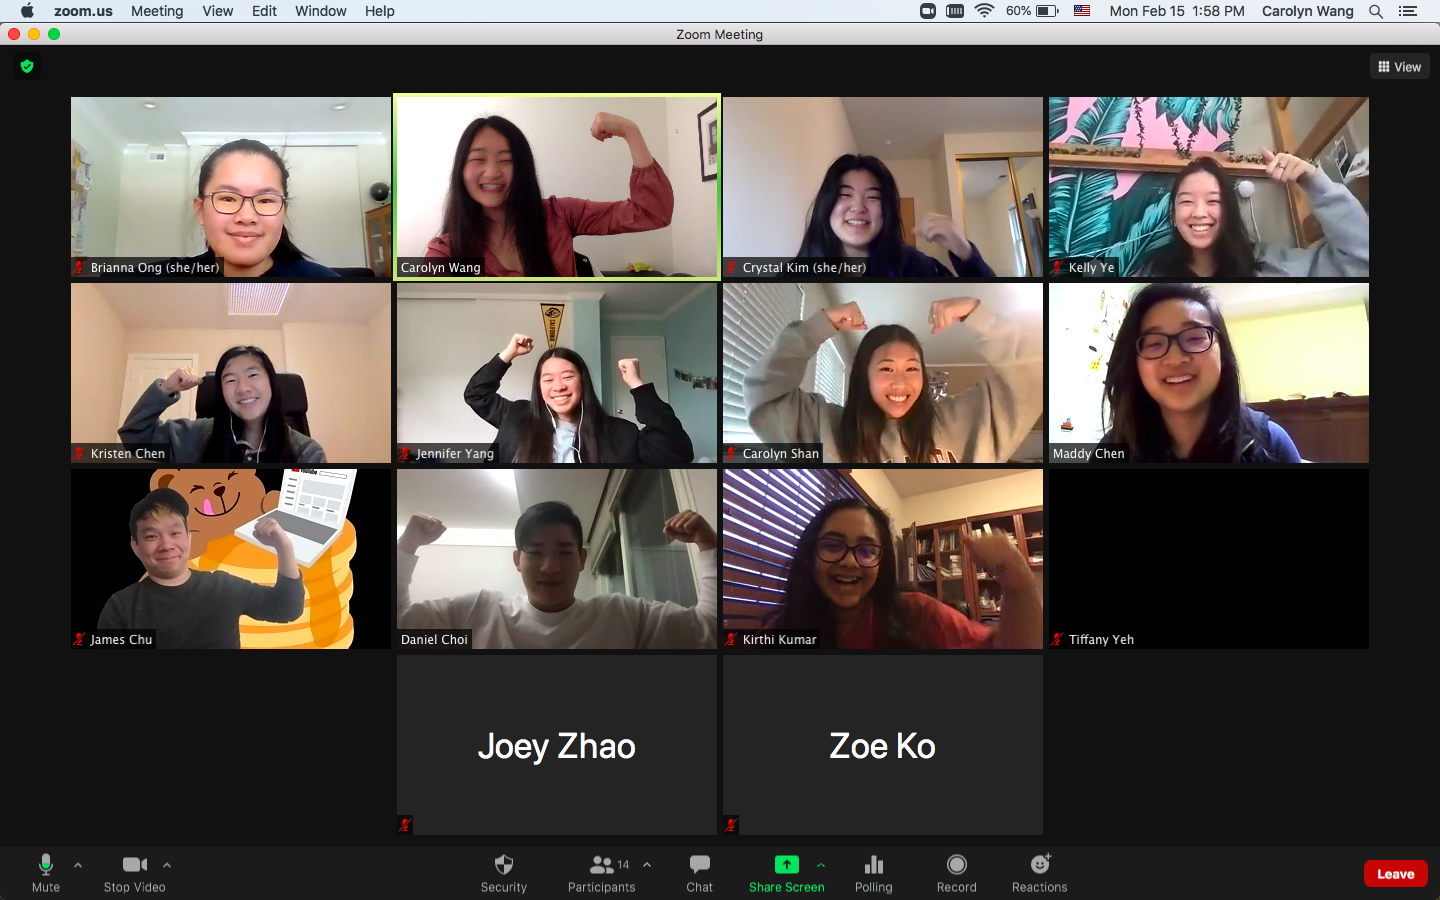 zoom.us Meeting View Edit Window Help 60% Mon Feb 15 1:58 PM Carolyn Wang
Zoom Meeting
View
Brianna Ong (she/her)
Carolyn Wang
Crystal Kim (she/her)
Kelly Ye
CALIFORNIA
Kristen Chen
Jennifer Yang
Carolyn Shan
Maddy Chen
YouTube
James Chu
Daniel Choi
Kirthi Kumar
Tiffany Yeh
Joey Zhao
Zoe Ko
Mute
Stop Video
Security
Participants 14
Chat
Share Screen
Polling
Record
Reactions
Leave